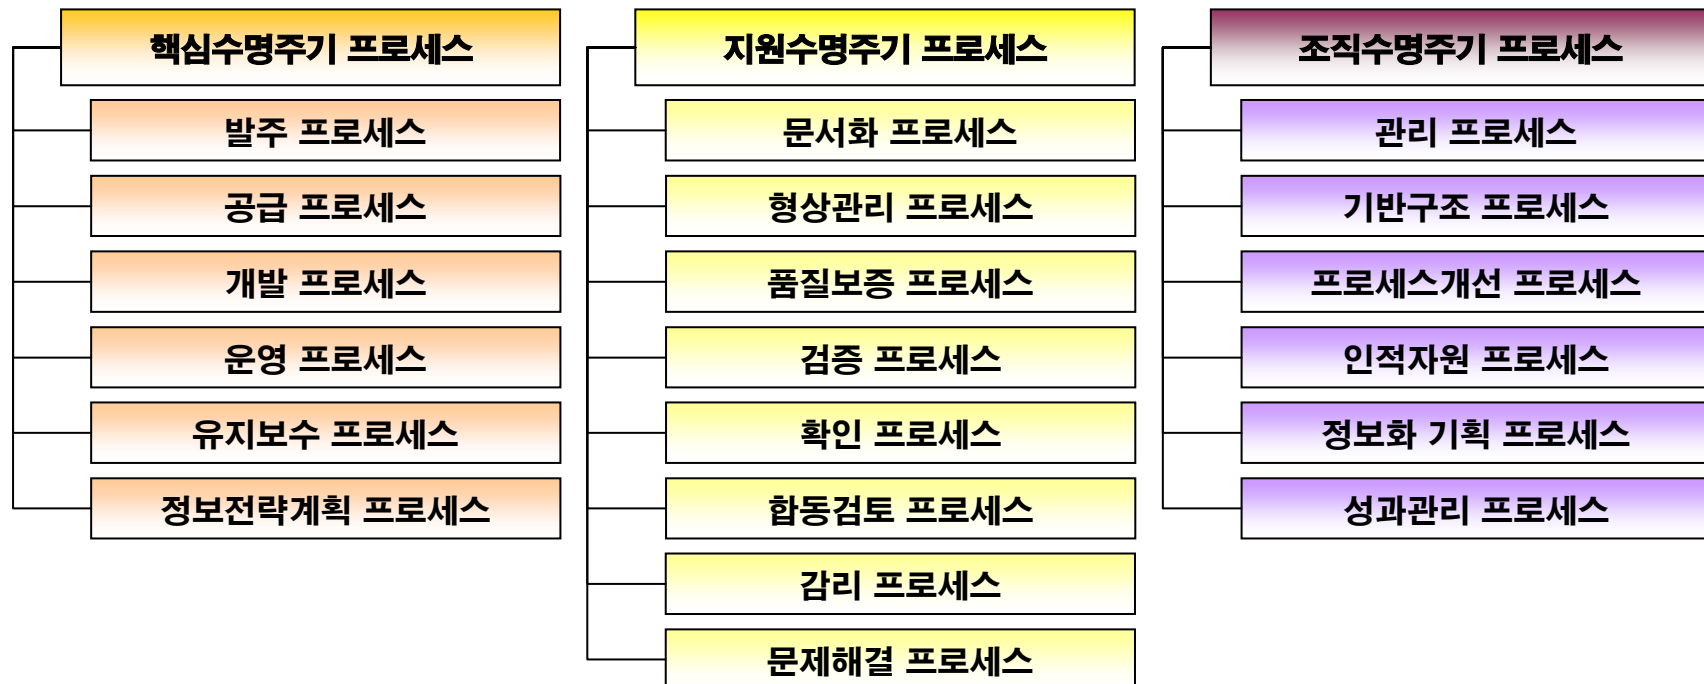 핵심수명주기 프로세스
발주 프로세스
공급 프로세스
개발 프로세스
운영 프로세스
유지보수 프로세스
정보전략계획 프로세스
지원수명주기 프로세스
문서화 프로세스
형상관리 프로세스
품질보증 프로세스
검증 프로세스
확인 프로세스
합동검토 프로세스
감리 프로세스
문제해결 프로세스
조직수명주기 프로세스
관리 프로세스
기반구조 프로세스
프로세스개선 프로세스
인적자원 프로세스
정보화 기획 프로세스
성과관리 프로세스